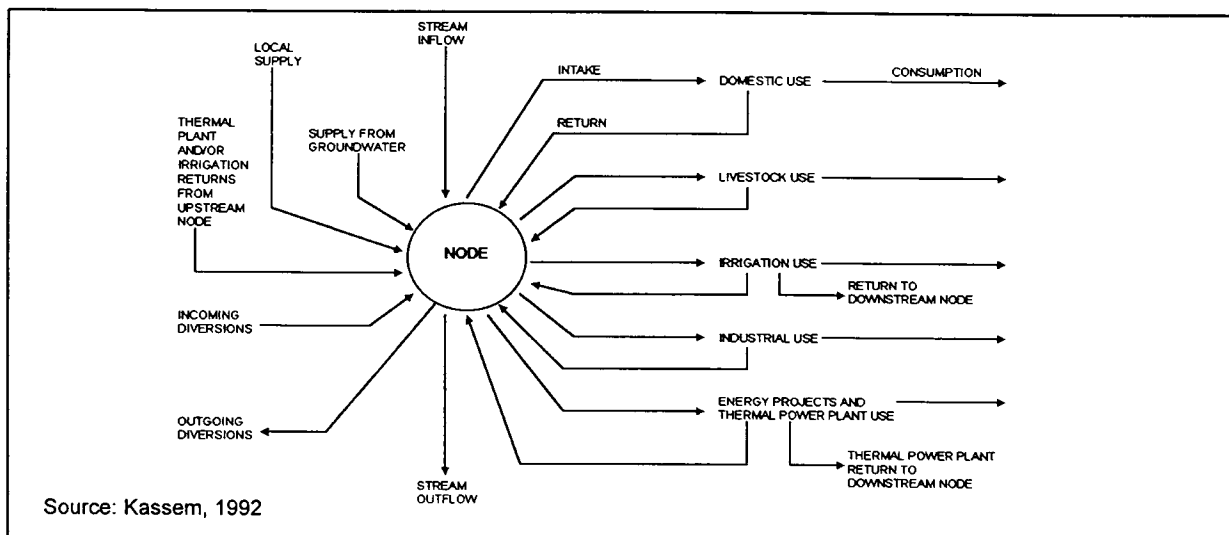 STREAM
INFLOW
LOCAL
SUPPLY
INTAKE
DOMESTIC USE
CONSUMPTION
THERMAL
PLANT
AND/OR
IRRIGATION
RETURNS
FROM
UPSTREAM
NODE
SUPPLY FROM
GROUNDWATER
RETURN
LIVESTOCK USE
NODE
IRRIGATION USE
RETURN TO
DOWNSTREAM NODE
INCOMING
DIVERSIONS
INDUSTRIAL USE
ENERGY PROJECTS AND
THERMAL POWER PLANT USE
OUTGOING
DIVERSIONS
THERMAL POWER PLANT
RETURN TO
DOWNSTREAM NODE
STREAM
OUTFLOW
Source: Kassem, 1992